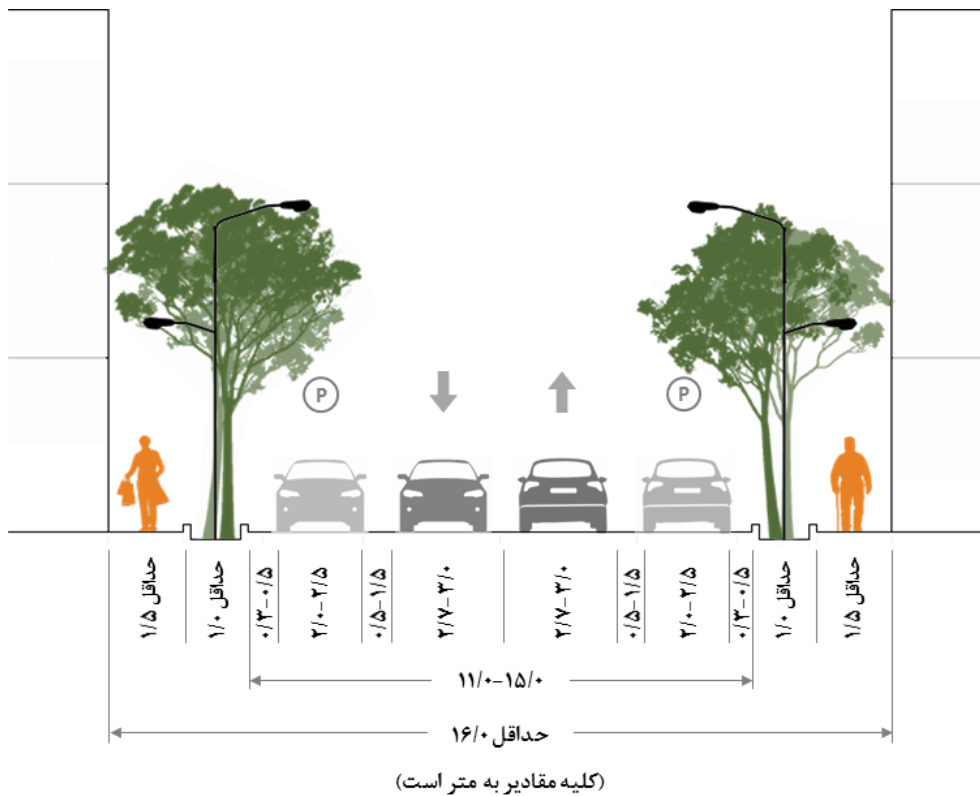 P
P
حداقل ۱/۵
حداقل ۱/۰
۰/۳-۰/۵
۲/۰-۲/۵
۰/۵-۱/۵
۲/۷-۳/۰
۲/۷-۳/۰
۰/۵-۱/۵
۲/۰-۲/۵
۰/۳-۰/۵
حداقل ۱/۰
حداقل ۱/۵
۱۱/۰-۱۵/۰
حداقل ۱۶/۰
(کلیه مقادیر به متر است)